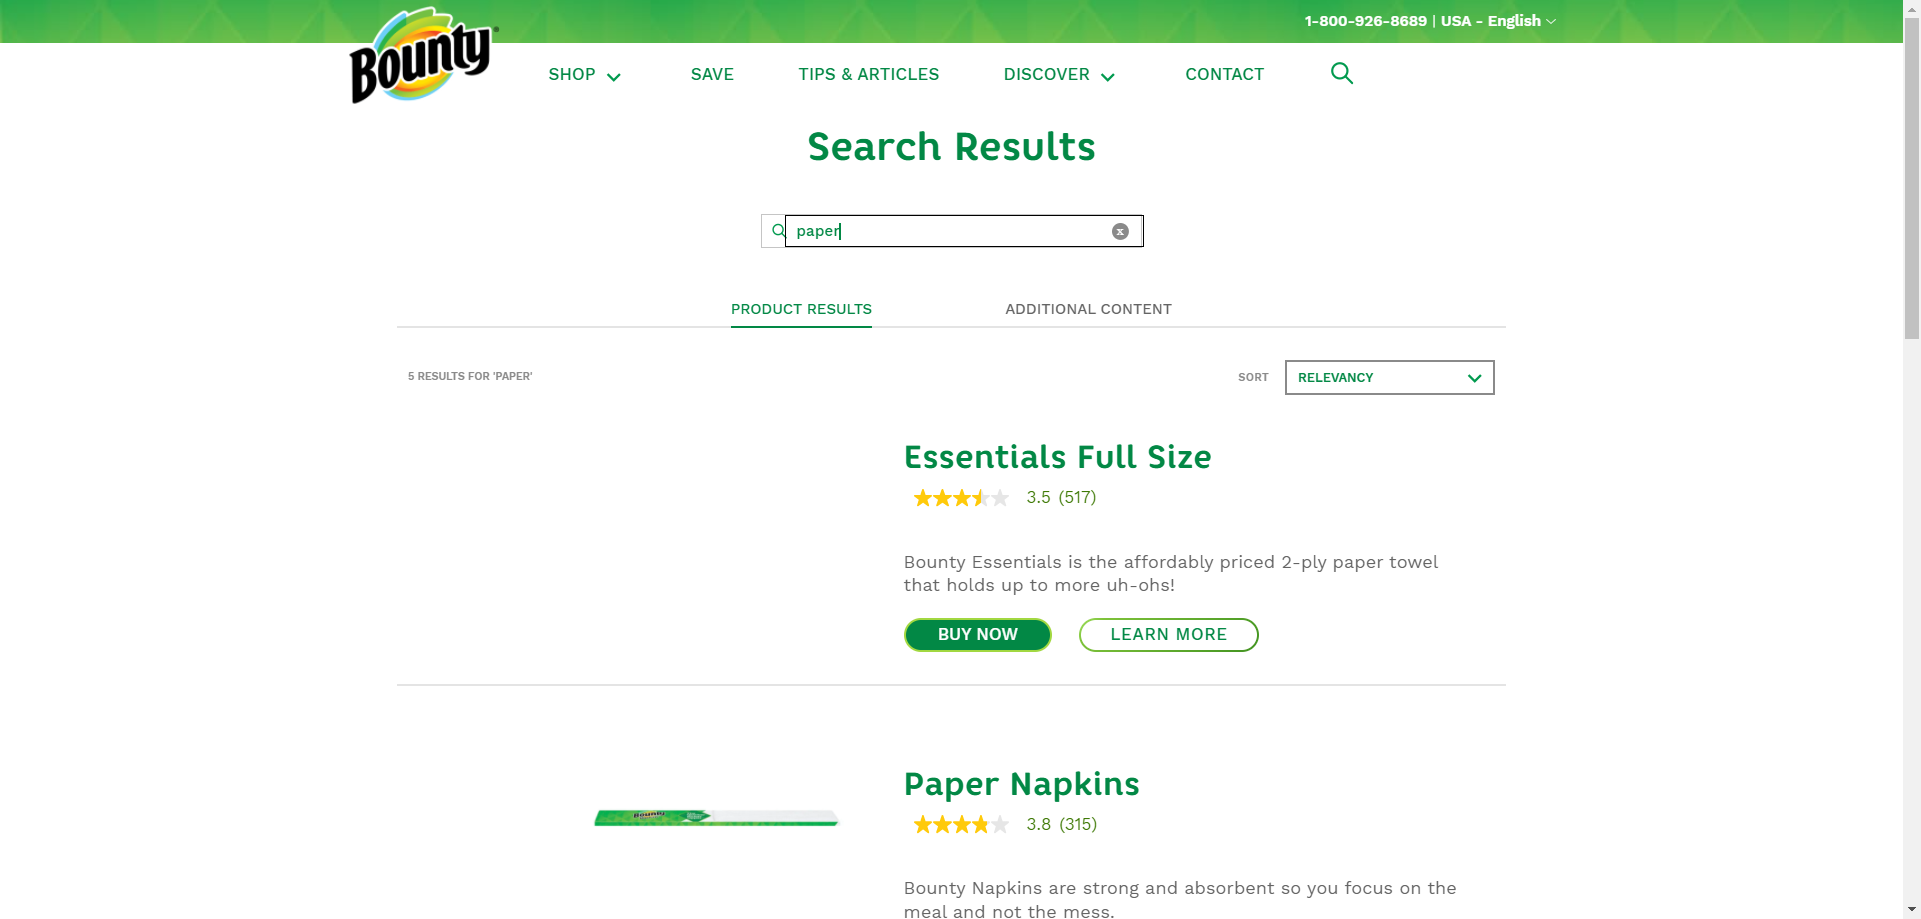 1-800-926-8689 | USA - English
Bounty
SHOP
SAVE
TIPS & ARTICLES
DISCOVER
CONTACT
Search Results
paper
x
PRODUCT RESULTS
ADDITIONAL CONTENT
5 RESULTS FOR 'PAPER'
SORT
RELEVANCY
Essentials Full Size
3.5 (517)
Bounty Essentials is the affordably priced 2-ply paper towel
that holds up to more uh-ohs!
BUY NOW
LEARN MORE
Paper Napkins
Bounty
3.8 (315)
Bounty Napkins are strong and absorbent so you focus on the
meal and not the mess.